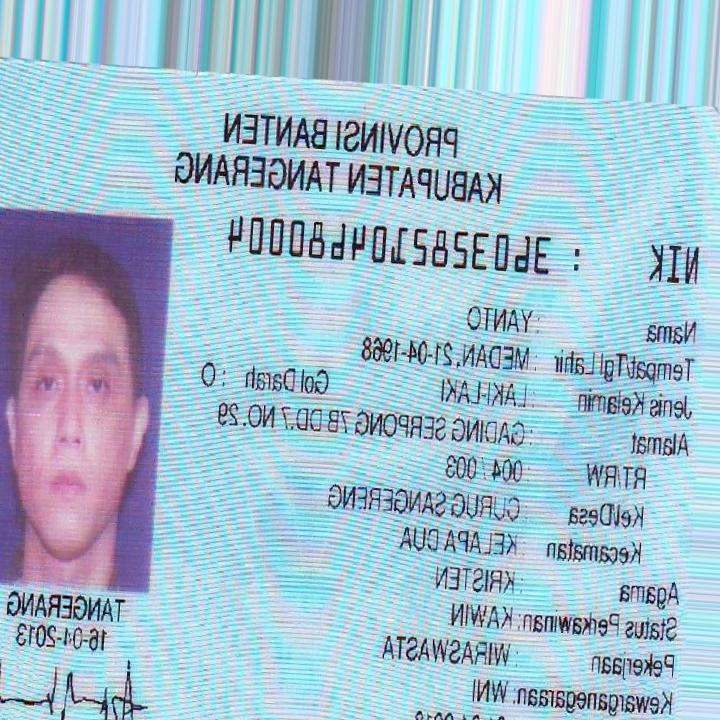 PROVINSI BANTEN
KABUPATEN TANGERANG
NIK : 3603282104680004
Nama : YANTO
Tempat/Tgl Lahir : MEDAN, 21-04-1968
Jenis Kelamin : LAKI-LAKI Gol Darah : O
Alamat : GADING SERPONG 7B DD.7 NO.29
RT/RW : 004 / 003
Kel/Desa : CURUG SANGERENG
Kecamatan : KELAPA DUA
Agama : KRISTEN
Status Perkawinan: KAWIN
Pekerjaan : WIRASWASTA
Kewarganegaraan: WNI
TANGERANG
16-04-2013